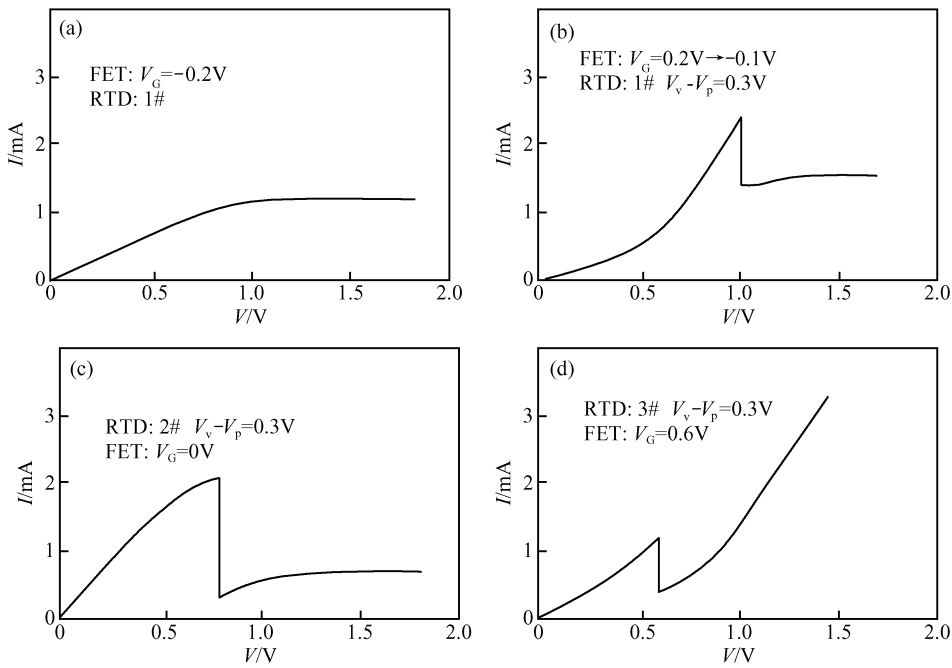 (a)
FET: V_G=−0.2V
RTD: 1#
I/mA
3
2
1
0
0 0.5 1.0 1.5 2.0
V/V
(b)
FET: V_G=0.2V→−0.1V
RTD: 1# V_v-V_p=0.3V
I/mA
3
2
1
0
0 0.5 1.0 1.5 2.0
V/V
(c)
RTD: 2# V_v−V_p=0.3V
FET: V_G=0V
I/mA
3
2
1
0
0 0.5 1.0 1.5 2.0
V/V
(d)
RTD: 3# V_v−V_p=0.3V
FET: V_G=0.6V
I/mA
3
2
1
0
0 0.5 1.0 1.5 2.0
V/V